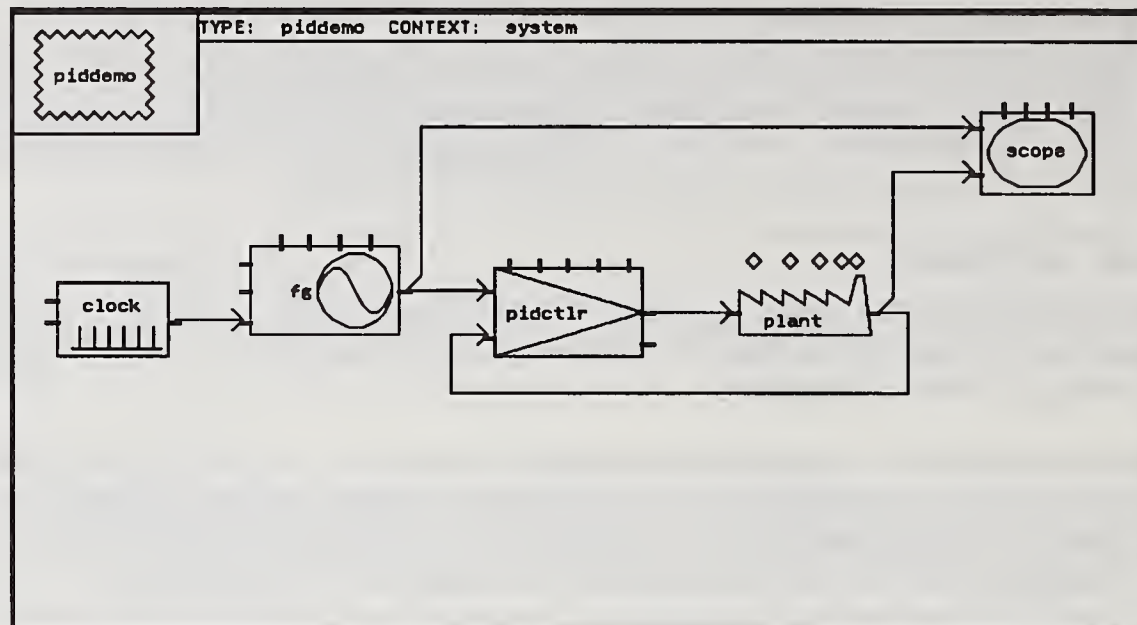 TYPE: piddemo CONTEXT: system
piddemo
scope
fg
clock
pidctlr
plant